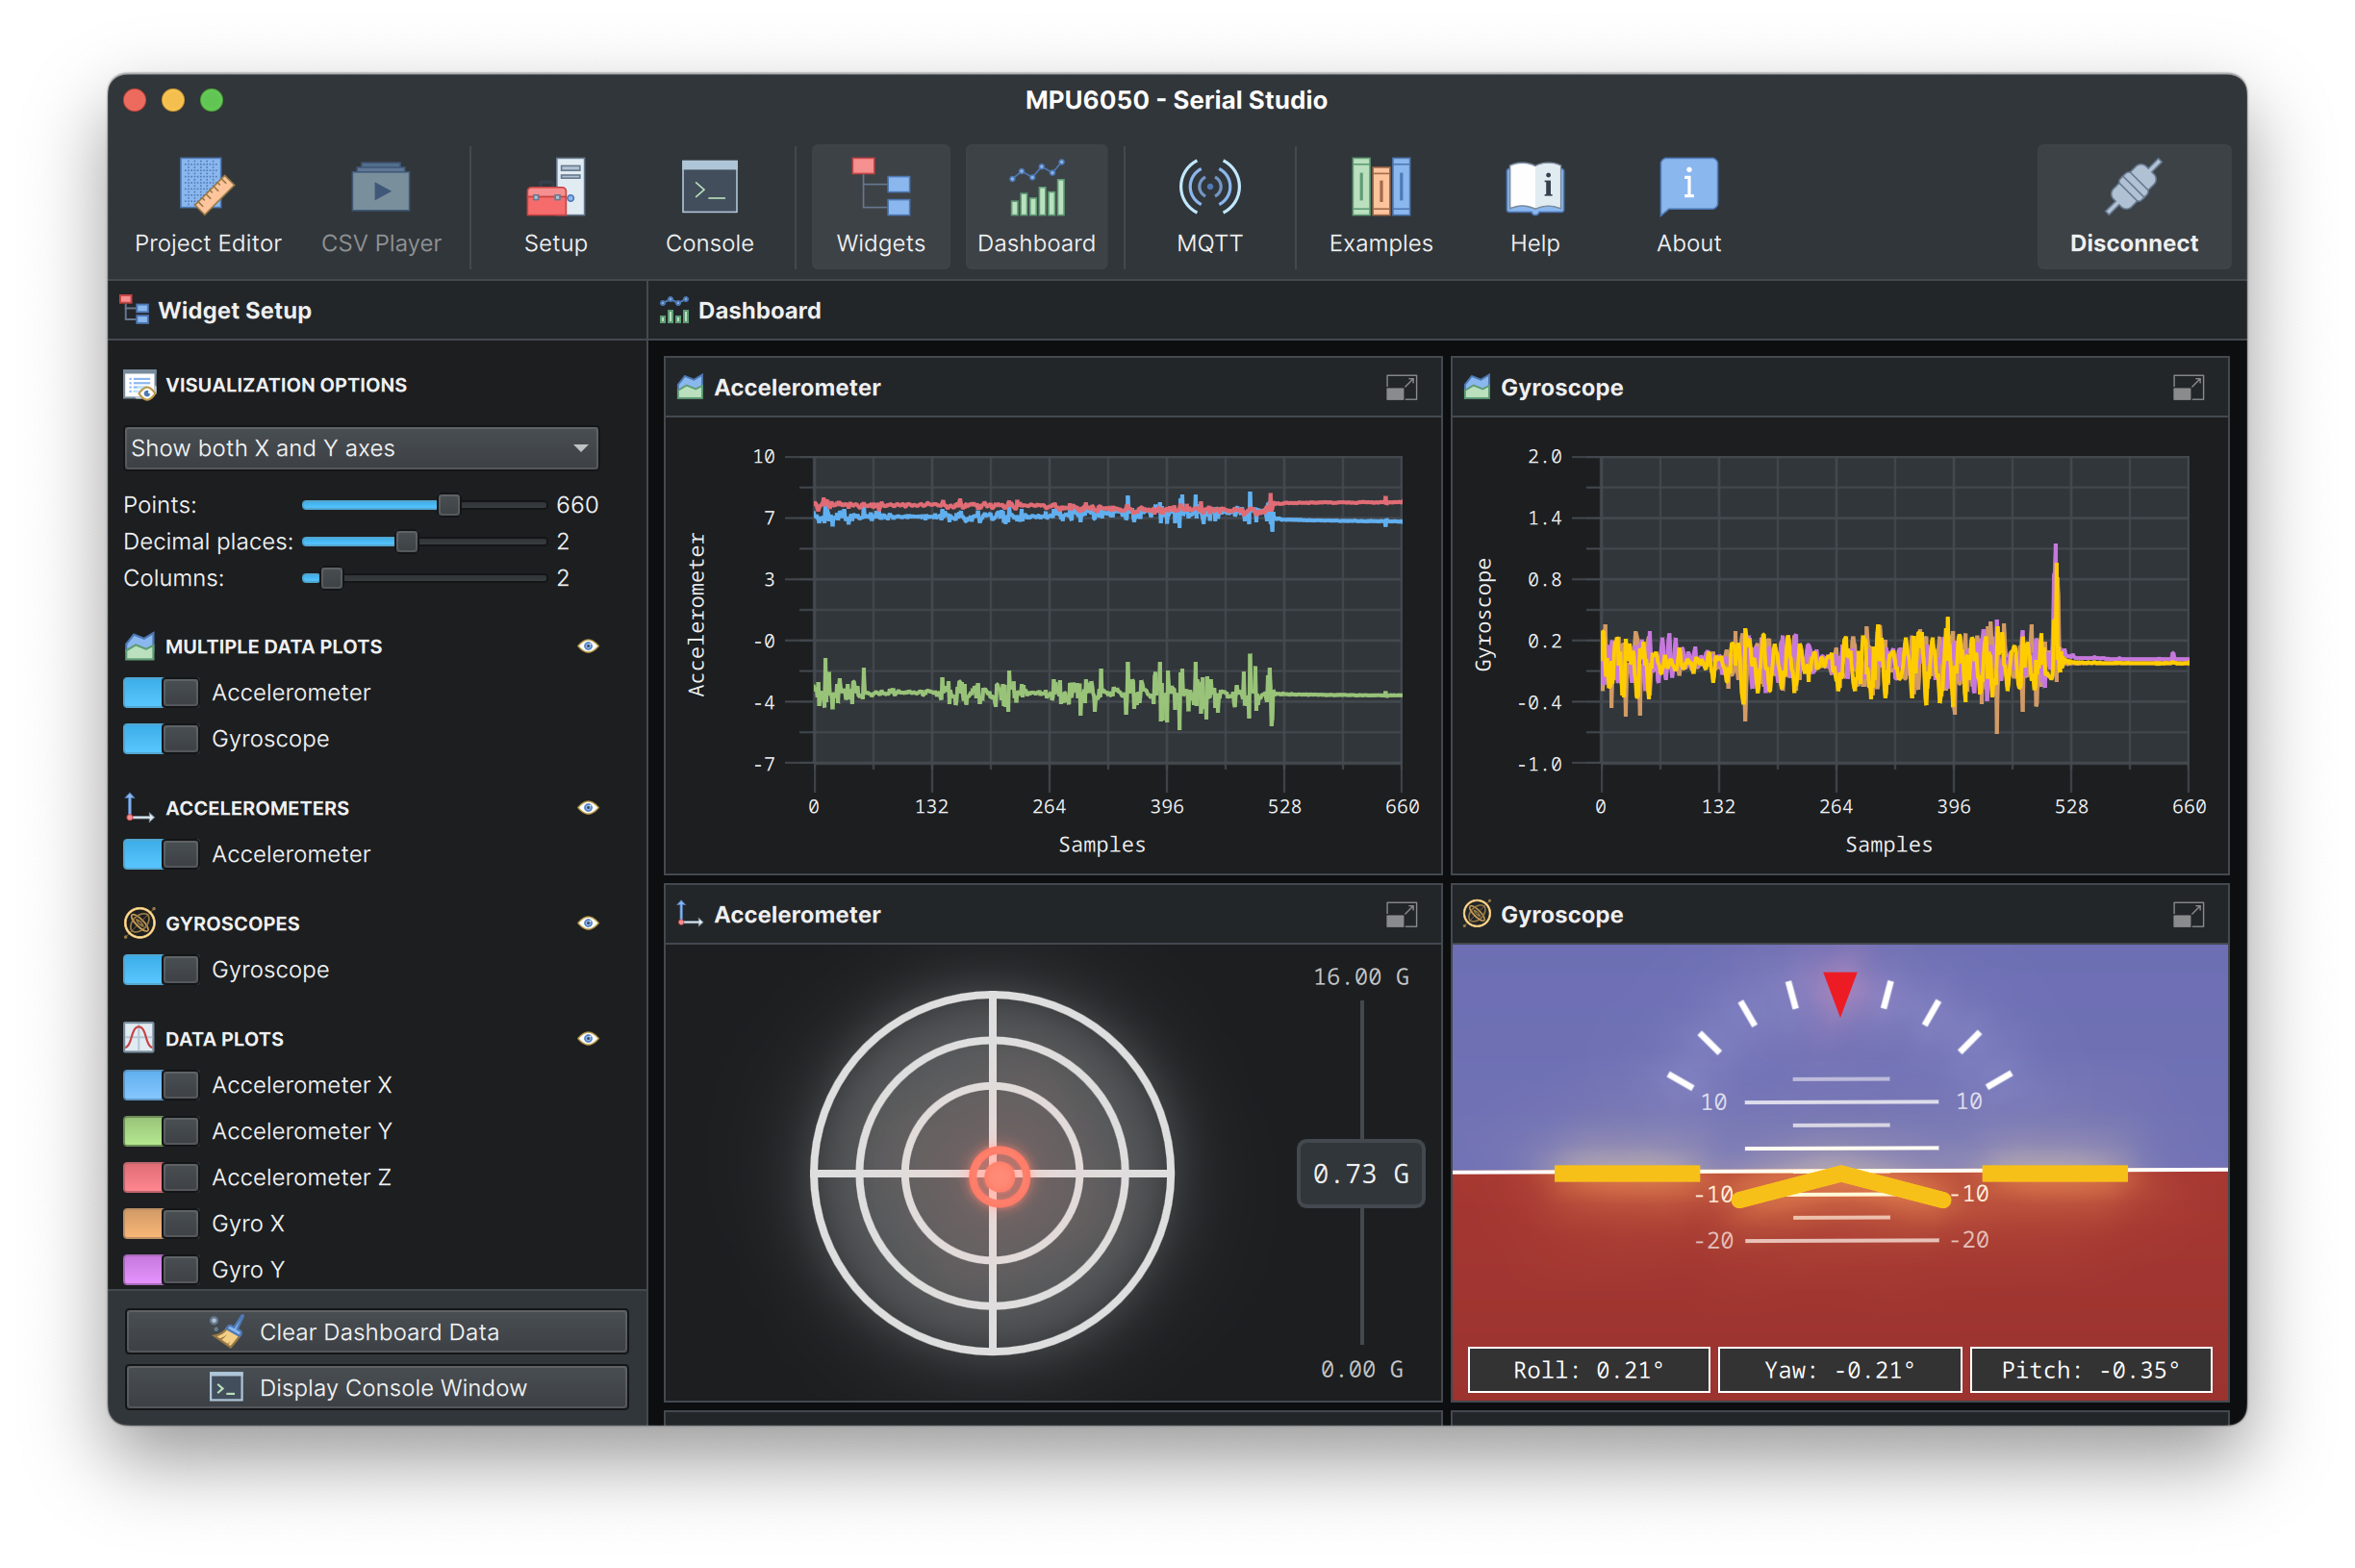 MPU6050 - Serial Studio
Project Editor
CSV Player
Setup
Console
Widgets
Dashboard
MQTT
Examples
Help
About
Disconnect
Widget Setup
VISUALIZATION OPTIONS
Show both X and Y axes
Points: 660
Decimal places: 2
Columns: 2
MULTIPLE DATA PLOTS
Accelerometer
Gyroscope
ACCELEROMETERS
Accelerometer
GYROSCOPES
Gyroscope
DATA PLOTS
Accelerometer X
Accelerometer Y
Accelerometer Z
Gyro X
Gyro Y
Clear Dashboard Data
Display Console Window
Dashboard
Accelerometer
Accelerometer
10
7
3
-0
-4
-7
0 132 264 396 528 660
Samples
Gyroscope
Gyroscope
2.0
1.4
0.8
0.2
-0.4
-1.0
0 132 264 396 528 660
Samples
Accelerometer
16.00 G
0.73 G
0.00 G
Gyroscope
10 10
-10 -10
-20 -20
Roll: 0.21°
Yaw: -0.21°
Pitch: -0.35°